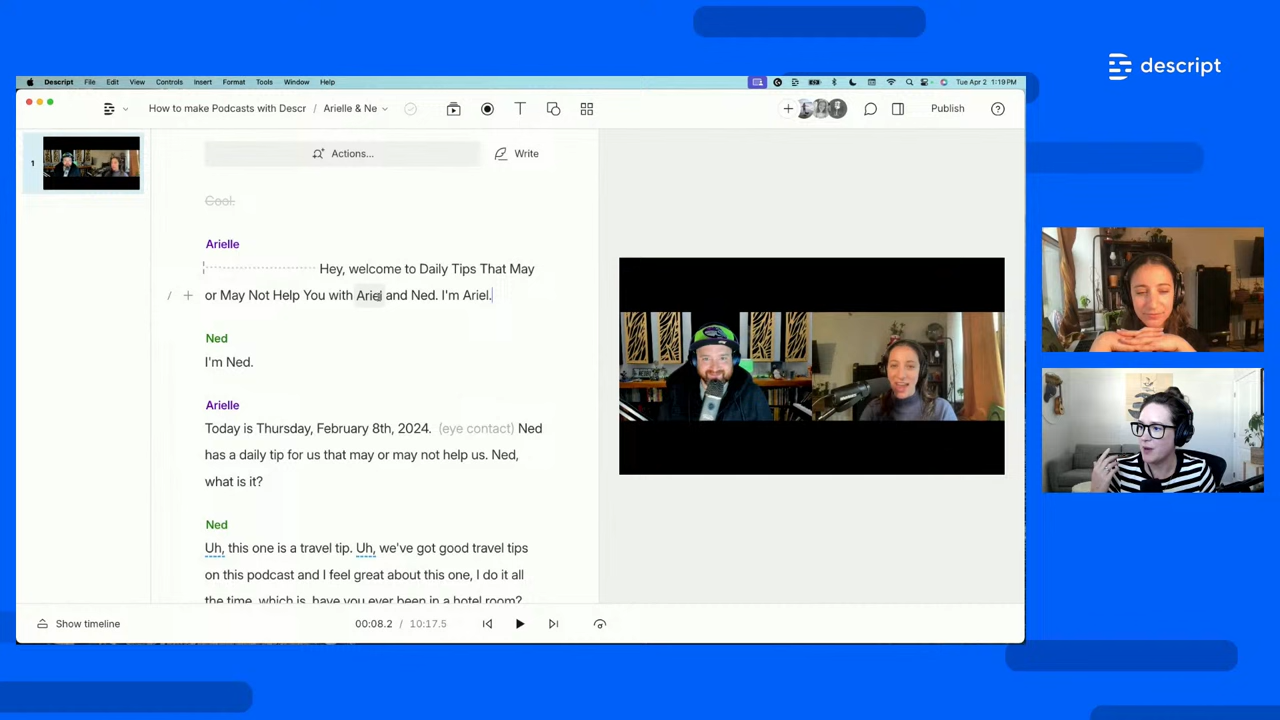 descript
Descript File Edit View Controls Insert Format Tools Window Help
Tue Apr 2 1:19 PM
How to make Podcasts with Descr / Arielle & Ne
Publish
1
Actions...
Write
Cool.
Arielle
Hey, welcome to Daily Tips That May
or May Not Help You with Ariel and Ned. I'm Ariel.
Ned
I'm Ned.
Arielle
Today is Thursday, February 8th, 2024. (eye contact) Ned
has a daily tip for us that may or may not help us. Ned,
what is it?
Ned
Uh, this one is a travel tip. Uh, we've got good travel tips
on this podcast and I feel great about this one, I do it all
the time, which is, have you ever been in a hotel room?
Show timeline
00:08.2 / 10:17.5